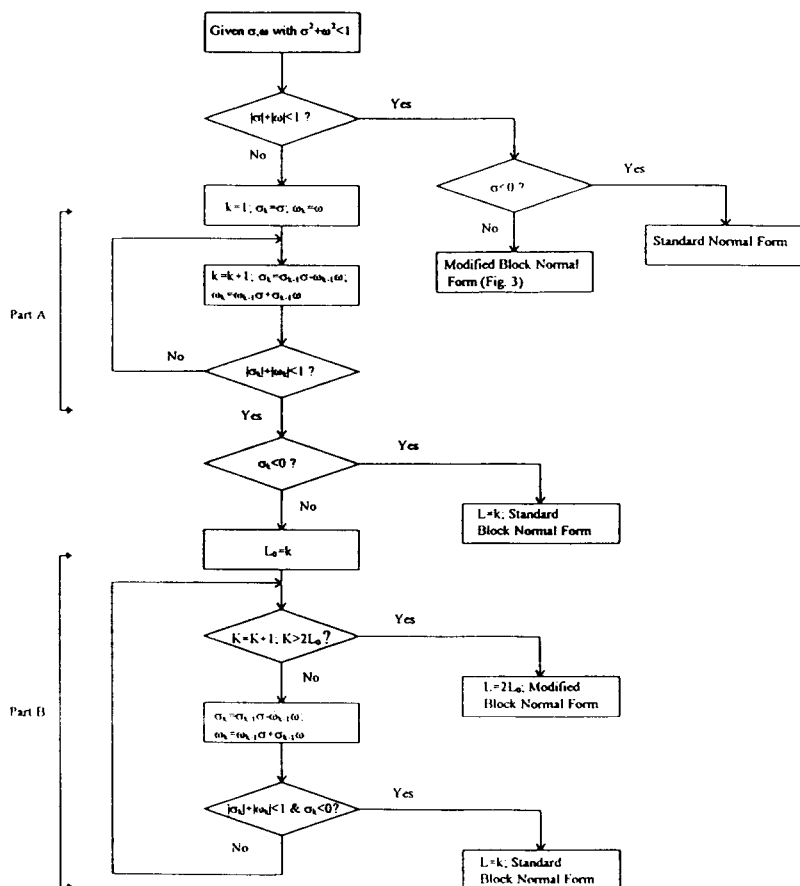 Given σ,ω with σ²+ω²<1
|σ|+|ω|<1 ?
Yes
No
σ<0 ?
Yes
No
k=1; σₖ=σ; ωₖ=ω
Standard Normal Form
Modified Block Normal
Form (Fig. 3)
k=k+1; σₖ=σₖ₋₁σ-ωₖ₋₁ω;
ωₖ=ωₖ₋₁σ+σₖ₋₁ω
Part A
No
|σₖ|+|ωₖ|<1 ?
Yes
σₖ<0 ?
Yes
No
L=k; Standard
Block Normal Form
L₀=k
K=K+1; K>2L₀?
Yes
No
L=2L₀; Modified
Block Normal Form
Part B
σₖ=σₖ₋₁σ-ωₖ₋₁ω;
ωₖ=ωₖ₋₁σ+σₖ₋₁ω
|σₖ|+|ωₖ|<1 & σₖ<0?
Yes
No
L=k; Standard
Block Normal Form